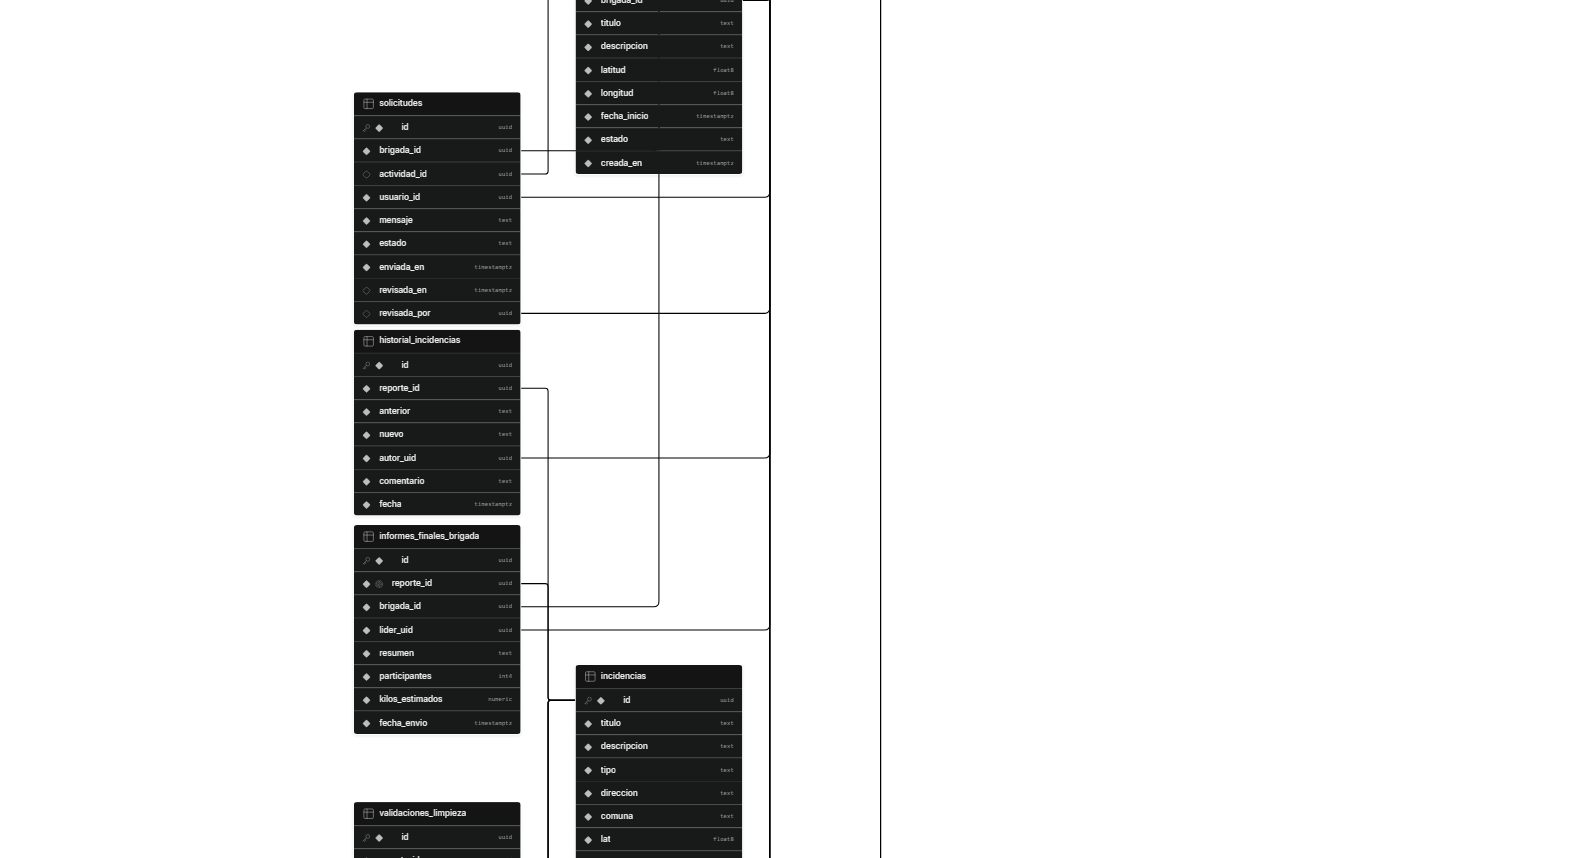 brigada_id uuid
titulo text
descripcion text
latitud float8
longitud float8
fecha_inicio timestamptz
estado text
creada_en timestamptz
solicitudes
id uuid
brigada_id uuid
actividad_id uuid
usuario_id uuid
mensaje text
estado text
enviada_en timestamptz
revisada_en timestamptz
revisada_por uuid
historial_incidencias
id uuid
reporte_id uuid
anterior text
nuevo text
autor_uid uuid
comentario text
fecha timestamptz
informes_finales_brigada
id uuid
reporte_id uuid
brigada_id uuid
lider_uid uuid
resumen text
participantes int4
kilos_estimados numeric
fecha_envio timestamptz
incidencias
id uuid
titulo text
descripcion text
tipo text
direccion text
comuna text
lat float8
validaciones_limpieza
id uuid